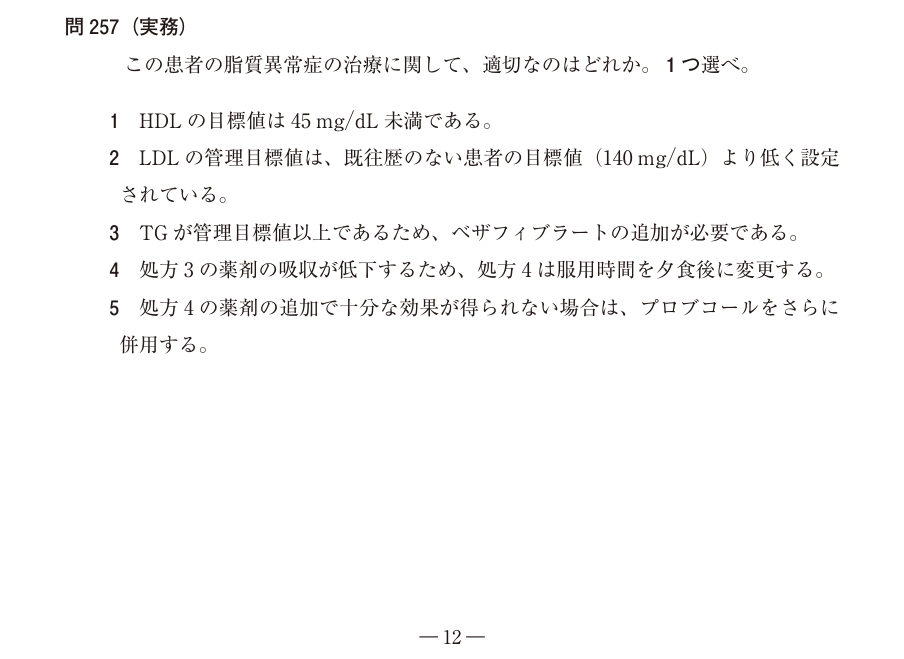 問 257（実務）
この患者の脂質異常症の治療に関して、適切なのはどれか。1つ選べ。
1 HDL の目標値は 45 mg/dL 未満である。
2 LDL の管理目標値は、既往歴のない患者の目標値（140 mg/dL）より低く設定
されている。
3 TG が管理目標値以上であるため、ベザフィブラートの追加が必要である。
4 処方 3 の薬剤の吸収が低下するため、処方 4 は服用時間を夕食後に変更する。
5 処方 4 の薬剤の追加で十分な効果が得られない場合は、プロブコールをさらに
併用する。
― 12 ―